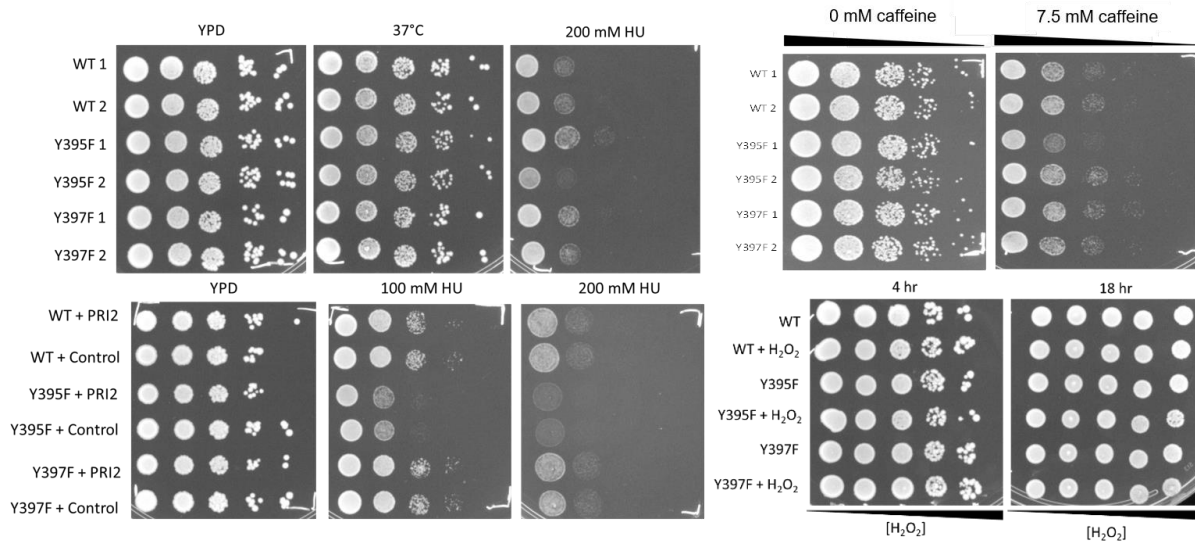 YPD
37°C
200 mM HU
WT 1
WT 2
Y395F 1
Y395F 2
Y397F 1
Y397F 2
0 mM caffeine
7.5 mM caffeine
WT 1
WT 2
Y395F 1
Y395F 2
Y397F 1
Y397F 2
YPD
100 mM HU
200 mM HU
WT + PRI2
WT + Control
Y395F + PRI2
Y395F + Control
Y397F + PRI2
Y397F + Control
4 hr
18 hr
WT
WT + H₂O₂
Y395F
Y395F + H₂O₂
Y397F
Y397F + H₂O₂
[H₂O₂]
[H₂O₂]